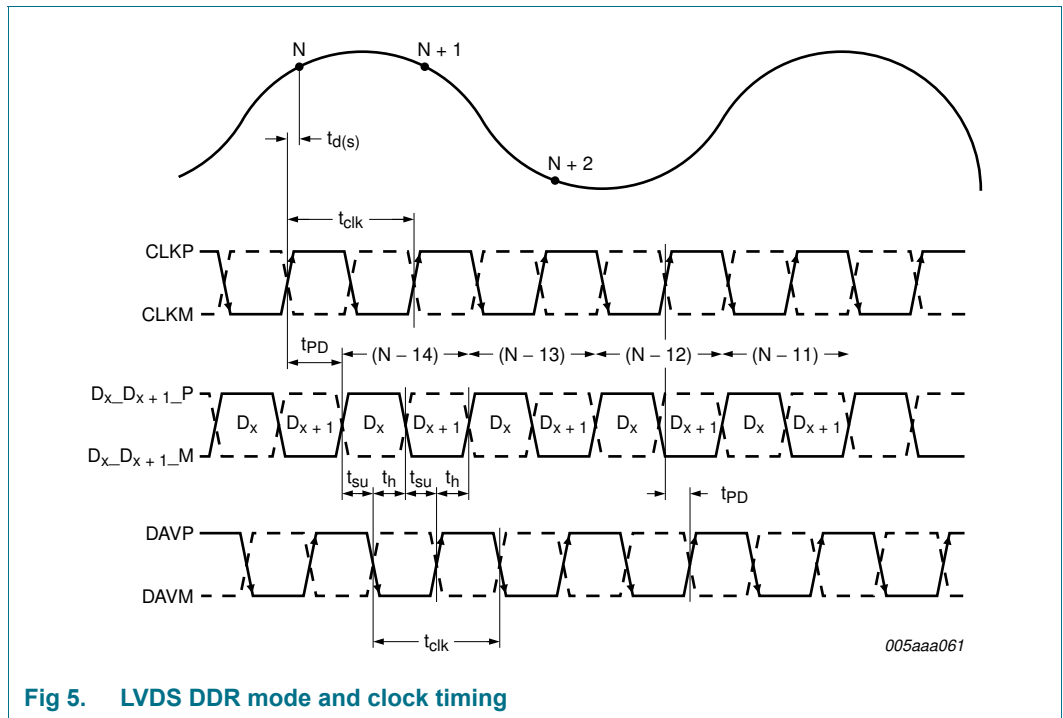 N
N + 1
t_d(s)
N + 2
t_clk
CLKP
CLKM
t_PD
(N − 14) (N − 13) (N − 12) (N − 11)
D_x_D_x + 1_P
D_x D_x + 1 D_x D_x + 1 D_x D_x + 1 D_x D_x + 1 D_x D_x + 1
D_x_D_x + 1_M
t_su t_h t_su t_h
t_PD
DAVP
DAVM
t_clk
005aaa061
Fig 5. LVDS DDR mode and clock timing